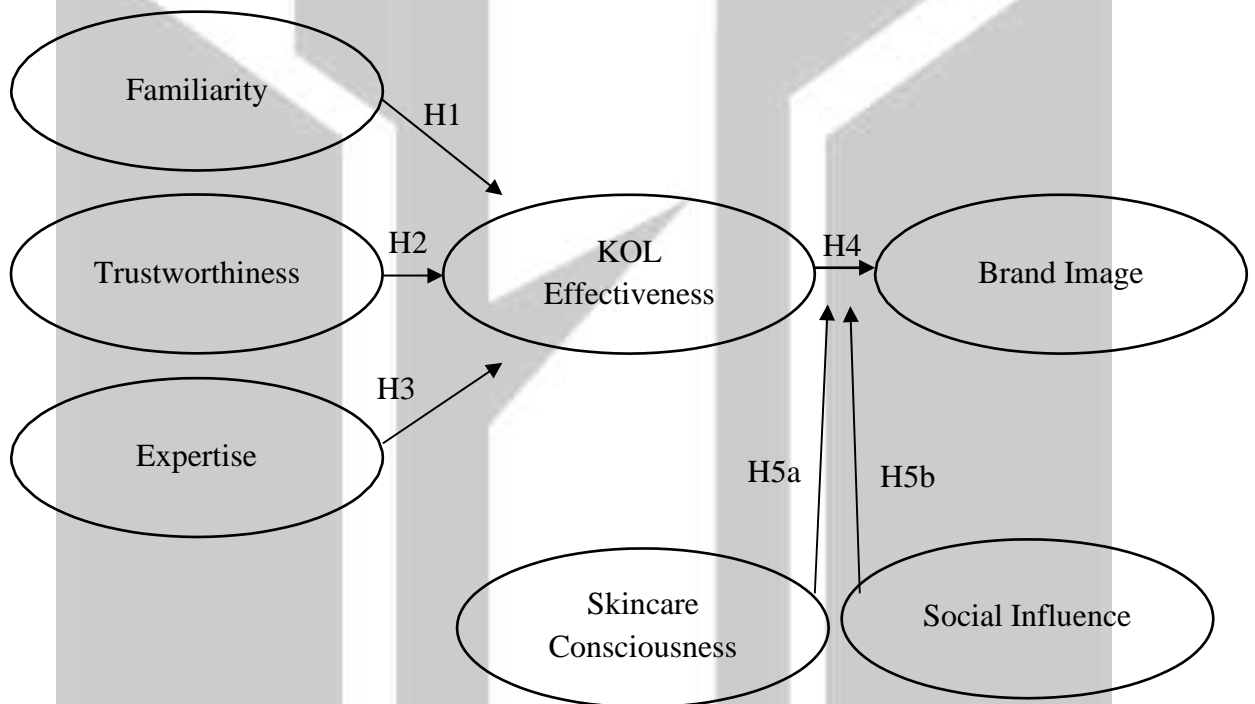 Familiarity
H1
Trustworthiness
H2
KOL
Effectiveness
H4
Brand Image
H3
Expertise
H5a
H5b
Skincare
Consciousness
Social Influence